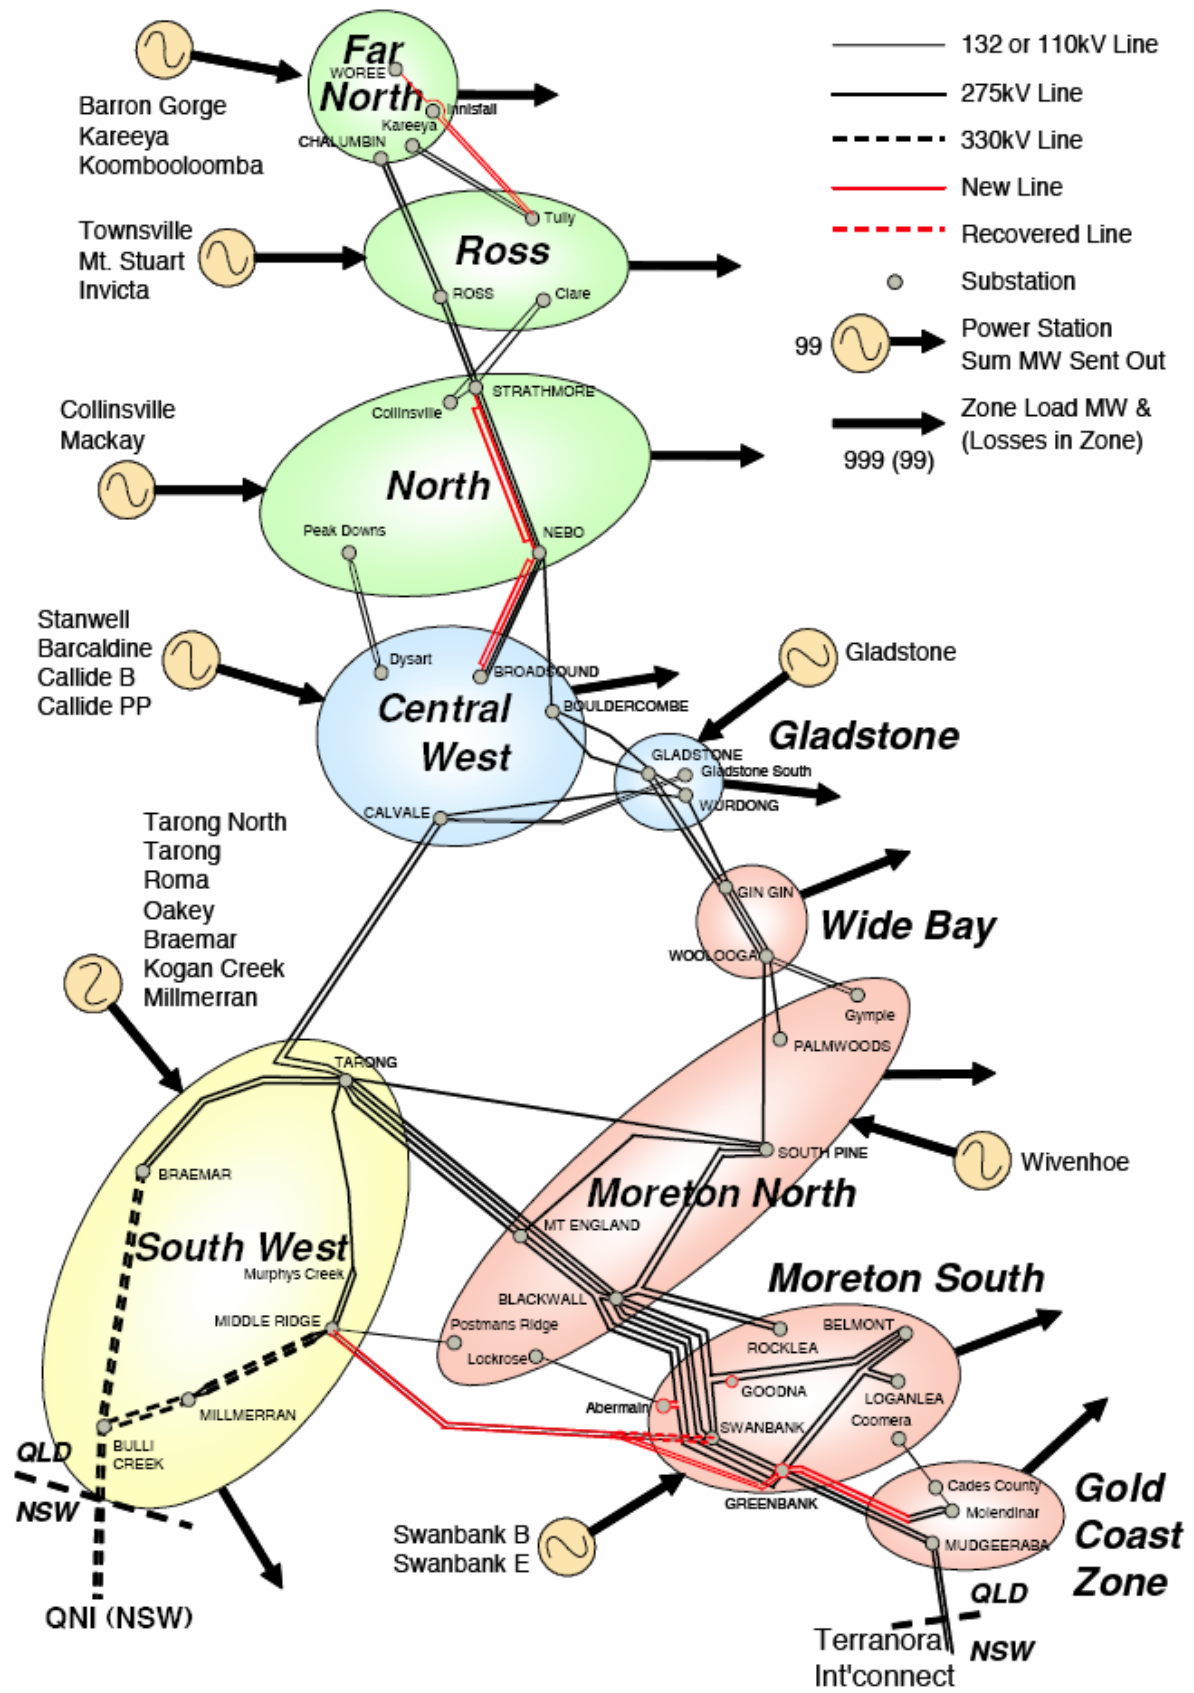 Far
North
WOREE
Innisfail
Kareeya
CHALUMBIN
Barron Gorge
Kareeya
Koombooloomba
132 or 110kV Line
275kV Line
330kV Line
New Line
Recovered Line
Substation
99
Power Station
Sum MW Sent Out
Zone Load MW &
(Losses in Zone)
999 (99)
Townsville
Mt. Stuart
Invicta
Tully
Ross
ROSS
Clare
Collinsville
Mackay
STRATHMORE
Collinsville
North
Peak Downs
NEBO
Stanwell
Barcaldine
Callide B
Callide PP
Dysart
BROADSOUND
Central
West
BOULDERCOMBE
CALVALE
Gladstone
Gladstone
GLADSTONE
Gladstone South
WURDONG
GIN GIN
Wide Bay
WOOLOOGA
Tarong North
Tarong
Roma
Oakey
Braemar
Kogan Creek
Millmerran
Gympie
PALMWOODS
TARONG
SOUTH PINE
Wivenhoe
BRAEMAR
Moreton North
MT ENGLAND
South West
Murphys Creek
MIDDLE RIDGE
BLACKWALL
Postmans Ridge
Lockrose
Moreton South
BELMONT
ROCKLEA
GOODNA
LOGANLEA
Abermain
Coomera
SWANBANK
MILLMERRAN
BULLI
CREEK
QLD
NSW
GREENBANK
Cades County
Molendinar
MUDGEERABA
Gold
Coast
Zone
Swanbank B
Swanbank E
QNI (NSW)
QLD
NSW
Terranora
Int'connect